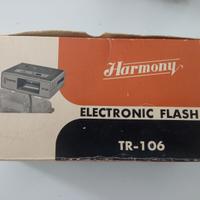 Harmony
ELECTRONIC FLASH
TR-106